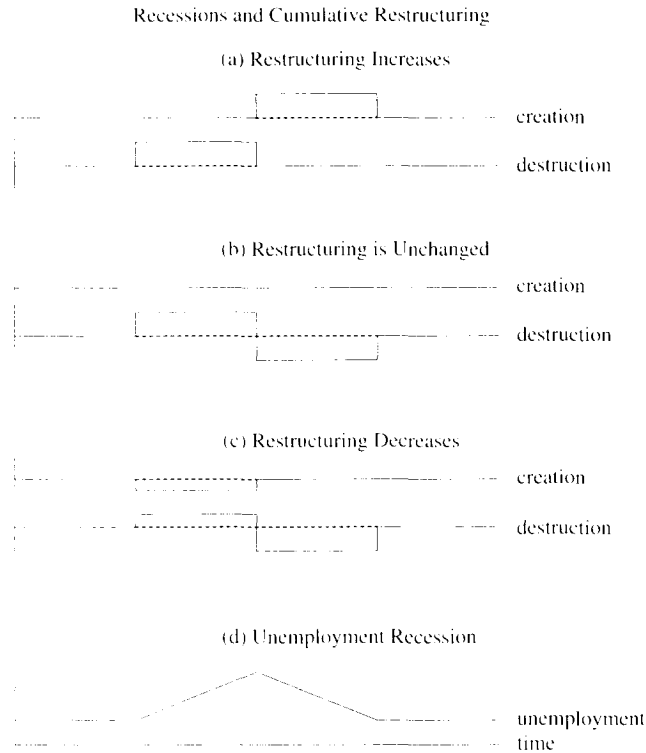 Recessions and Cumulative Restructuring
(a) Restructuring Increases
creation
destruction
(b) Restructuring is Unchanged
creation
destruction
(c) Restructuring Decreases
creation
destruction
(d) Unemployment Recession
unemployment
time